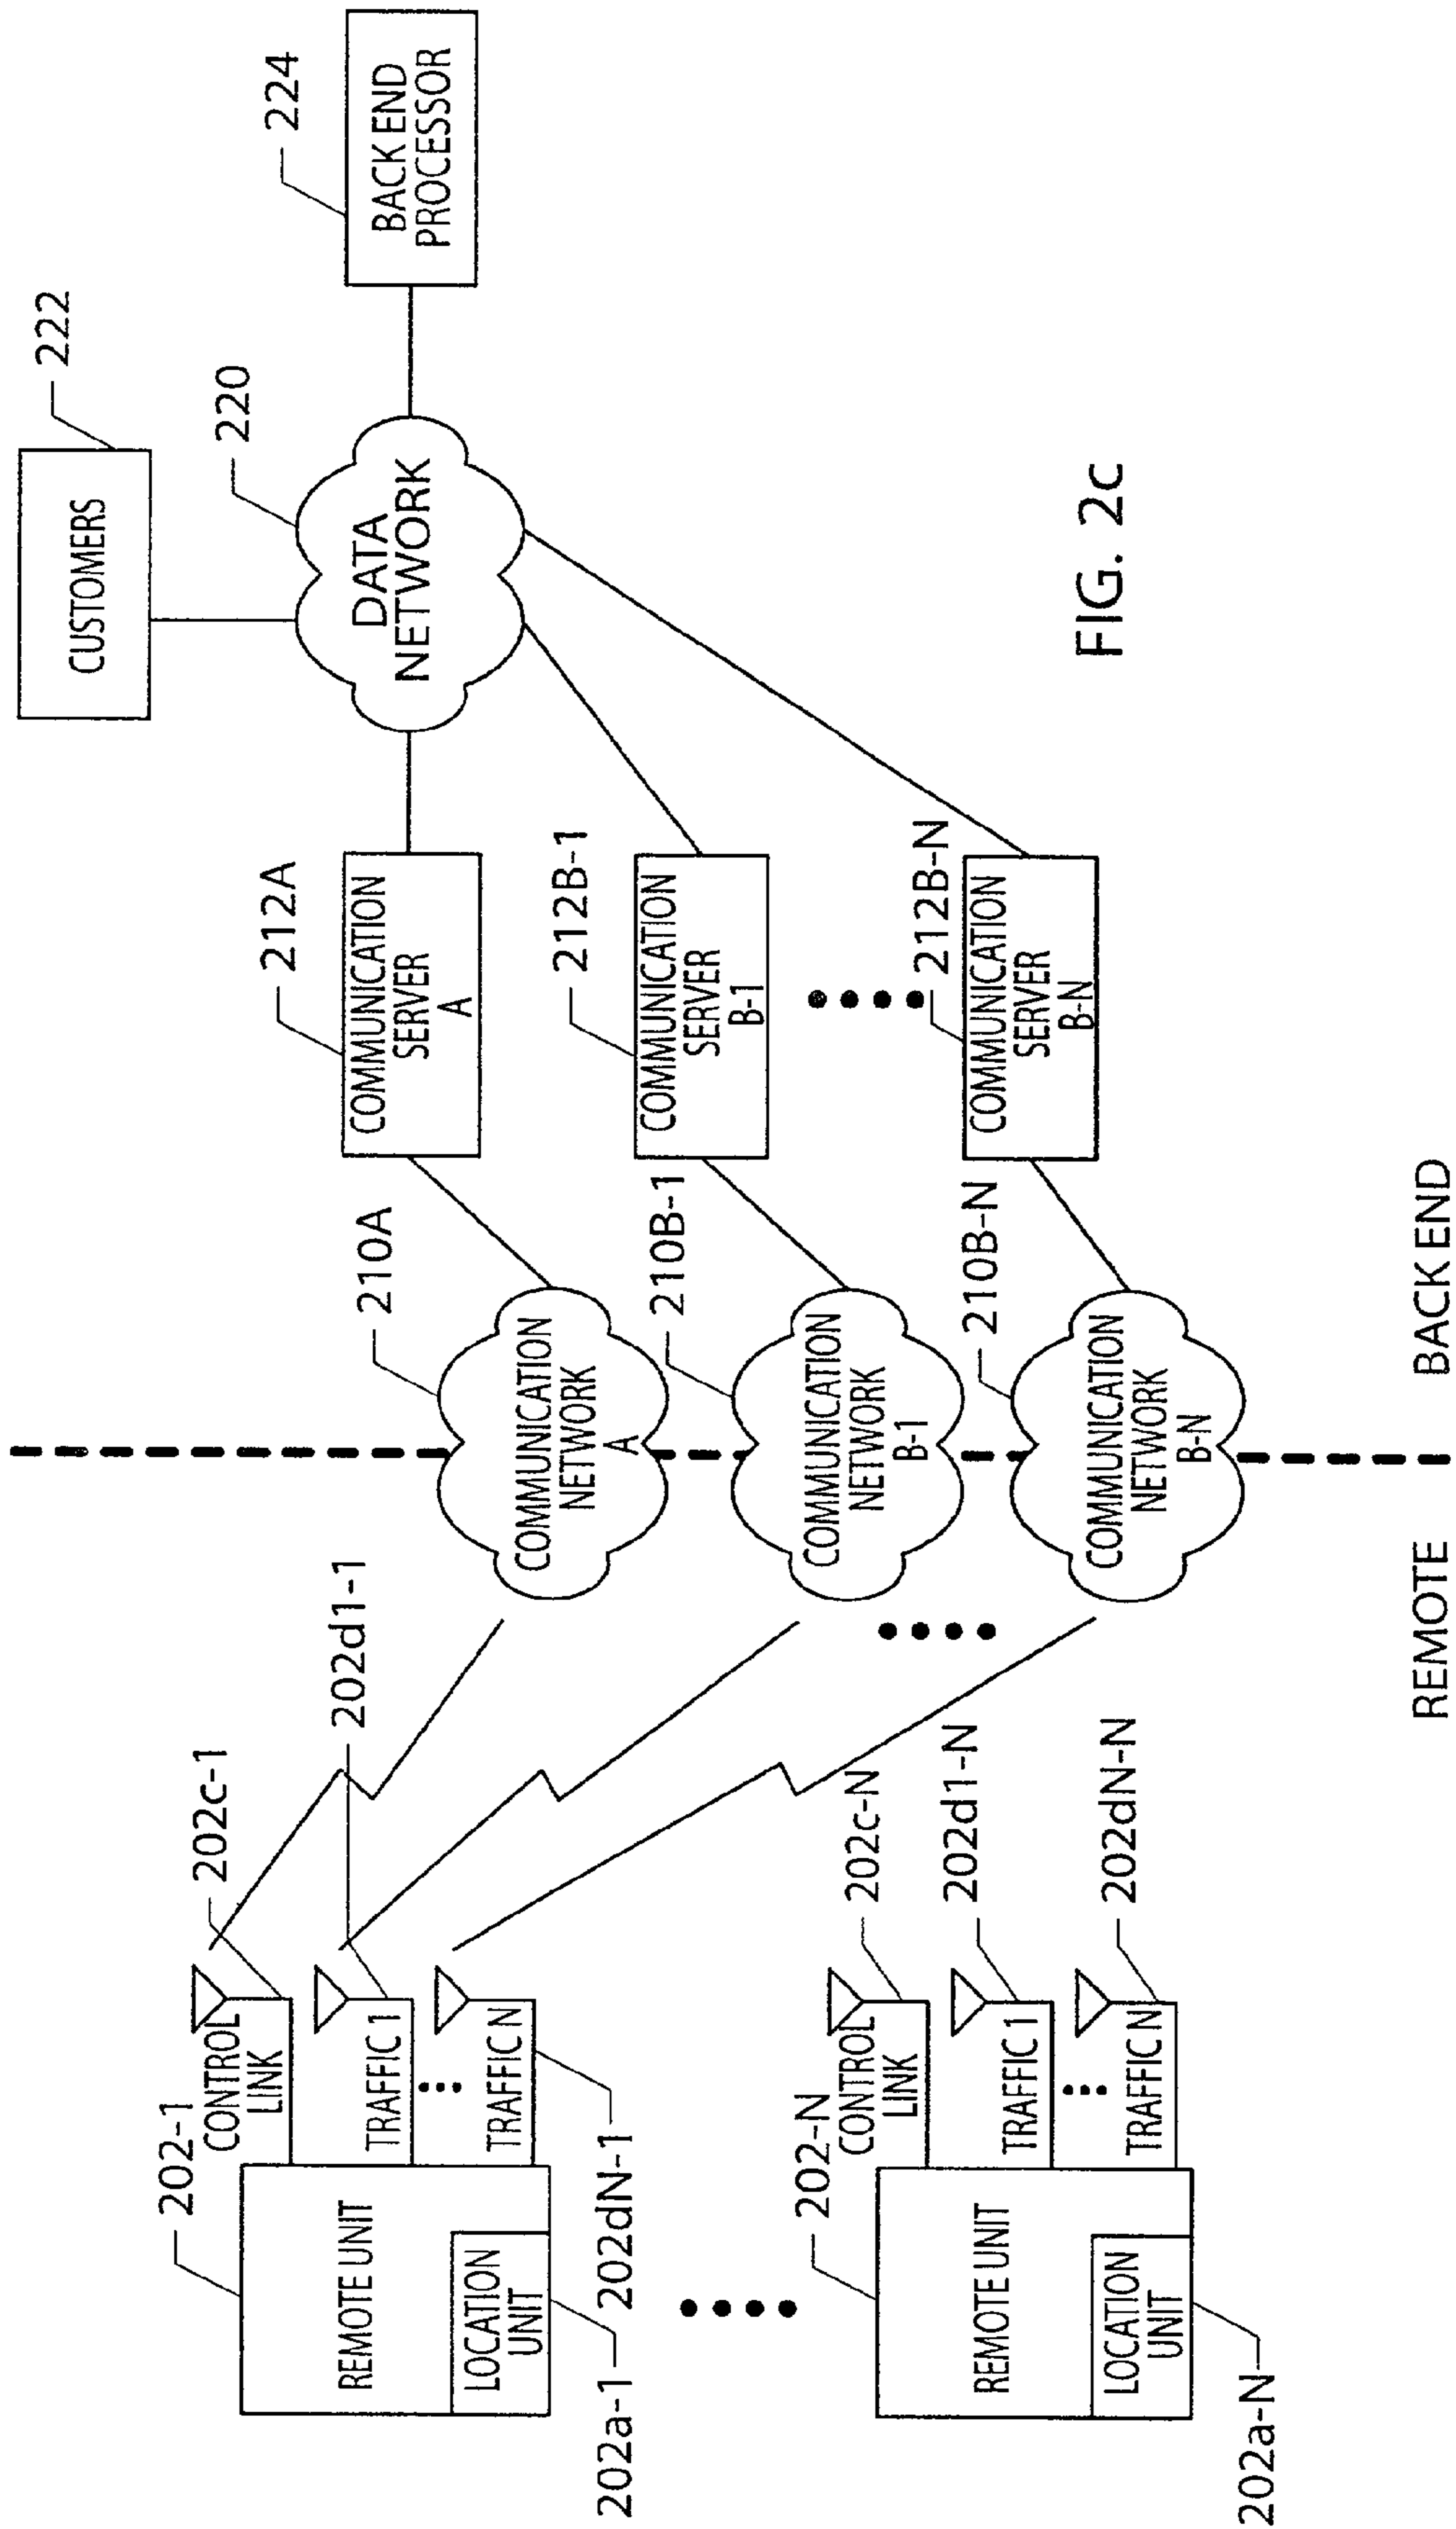 202-1
CONTROL
LINK
202c-1
REMOTE UNIT
TRAFFIC 1
202d1-1
TRAFFIC N
LOCATION
UNIT
202a-1
202dN-1
202-N
CONTROL
LINK
202c-N
REMOTE UNIT
TRAFFIC 1
202d1-N
TRAFFIC N
202dN-N
LOCATION
UNIT
202a-N
210A
COMMUNICATION
NETWORK
A
210B-1
COMMUNICATION
NETWORK
B-1
210B-N
COMMUNICATION
NETWORK
B-N
212A
COMMUNICATION
SERVER
A
212B-1
COMMUNICATION
SERVER
B-1
212B-N
COMMUNICATION
SERVER
B-N
CUSTOMERS
222
220
DATA
NETWORK
224
BACK END
PROCESSOR
REMOTE
BACK END
FIG. 2c